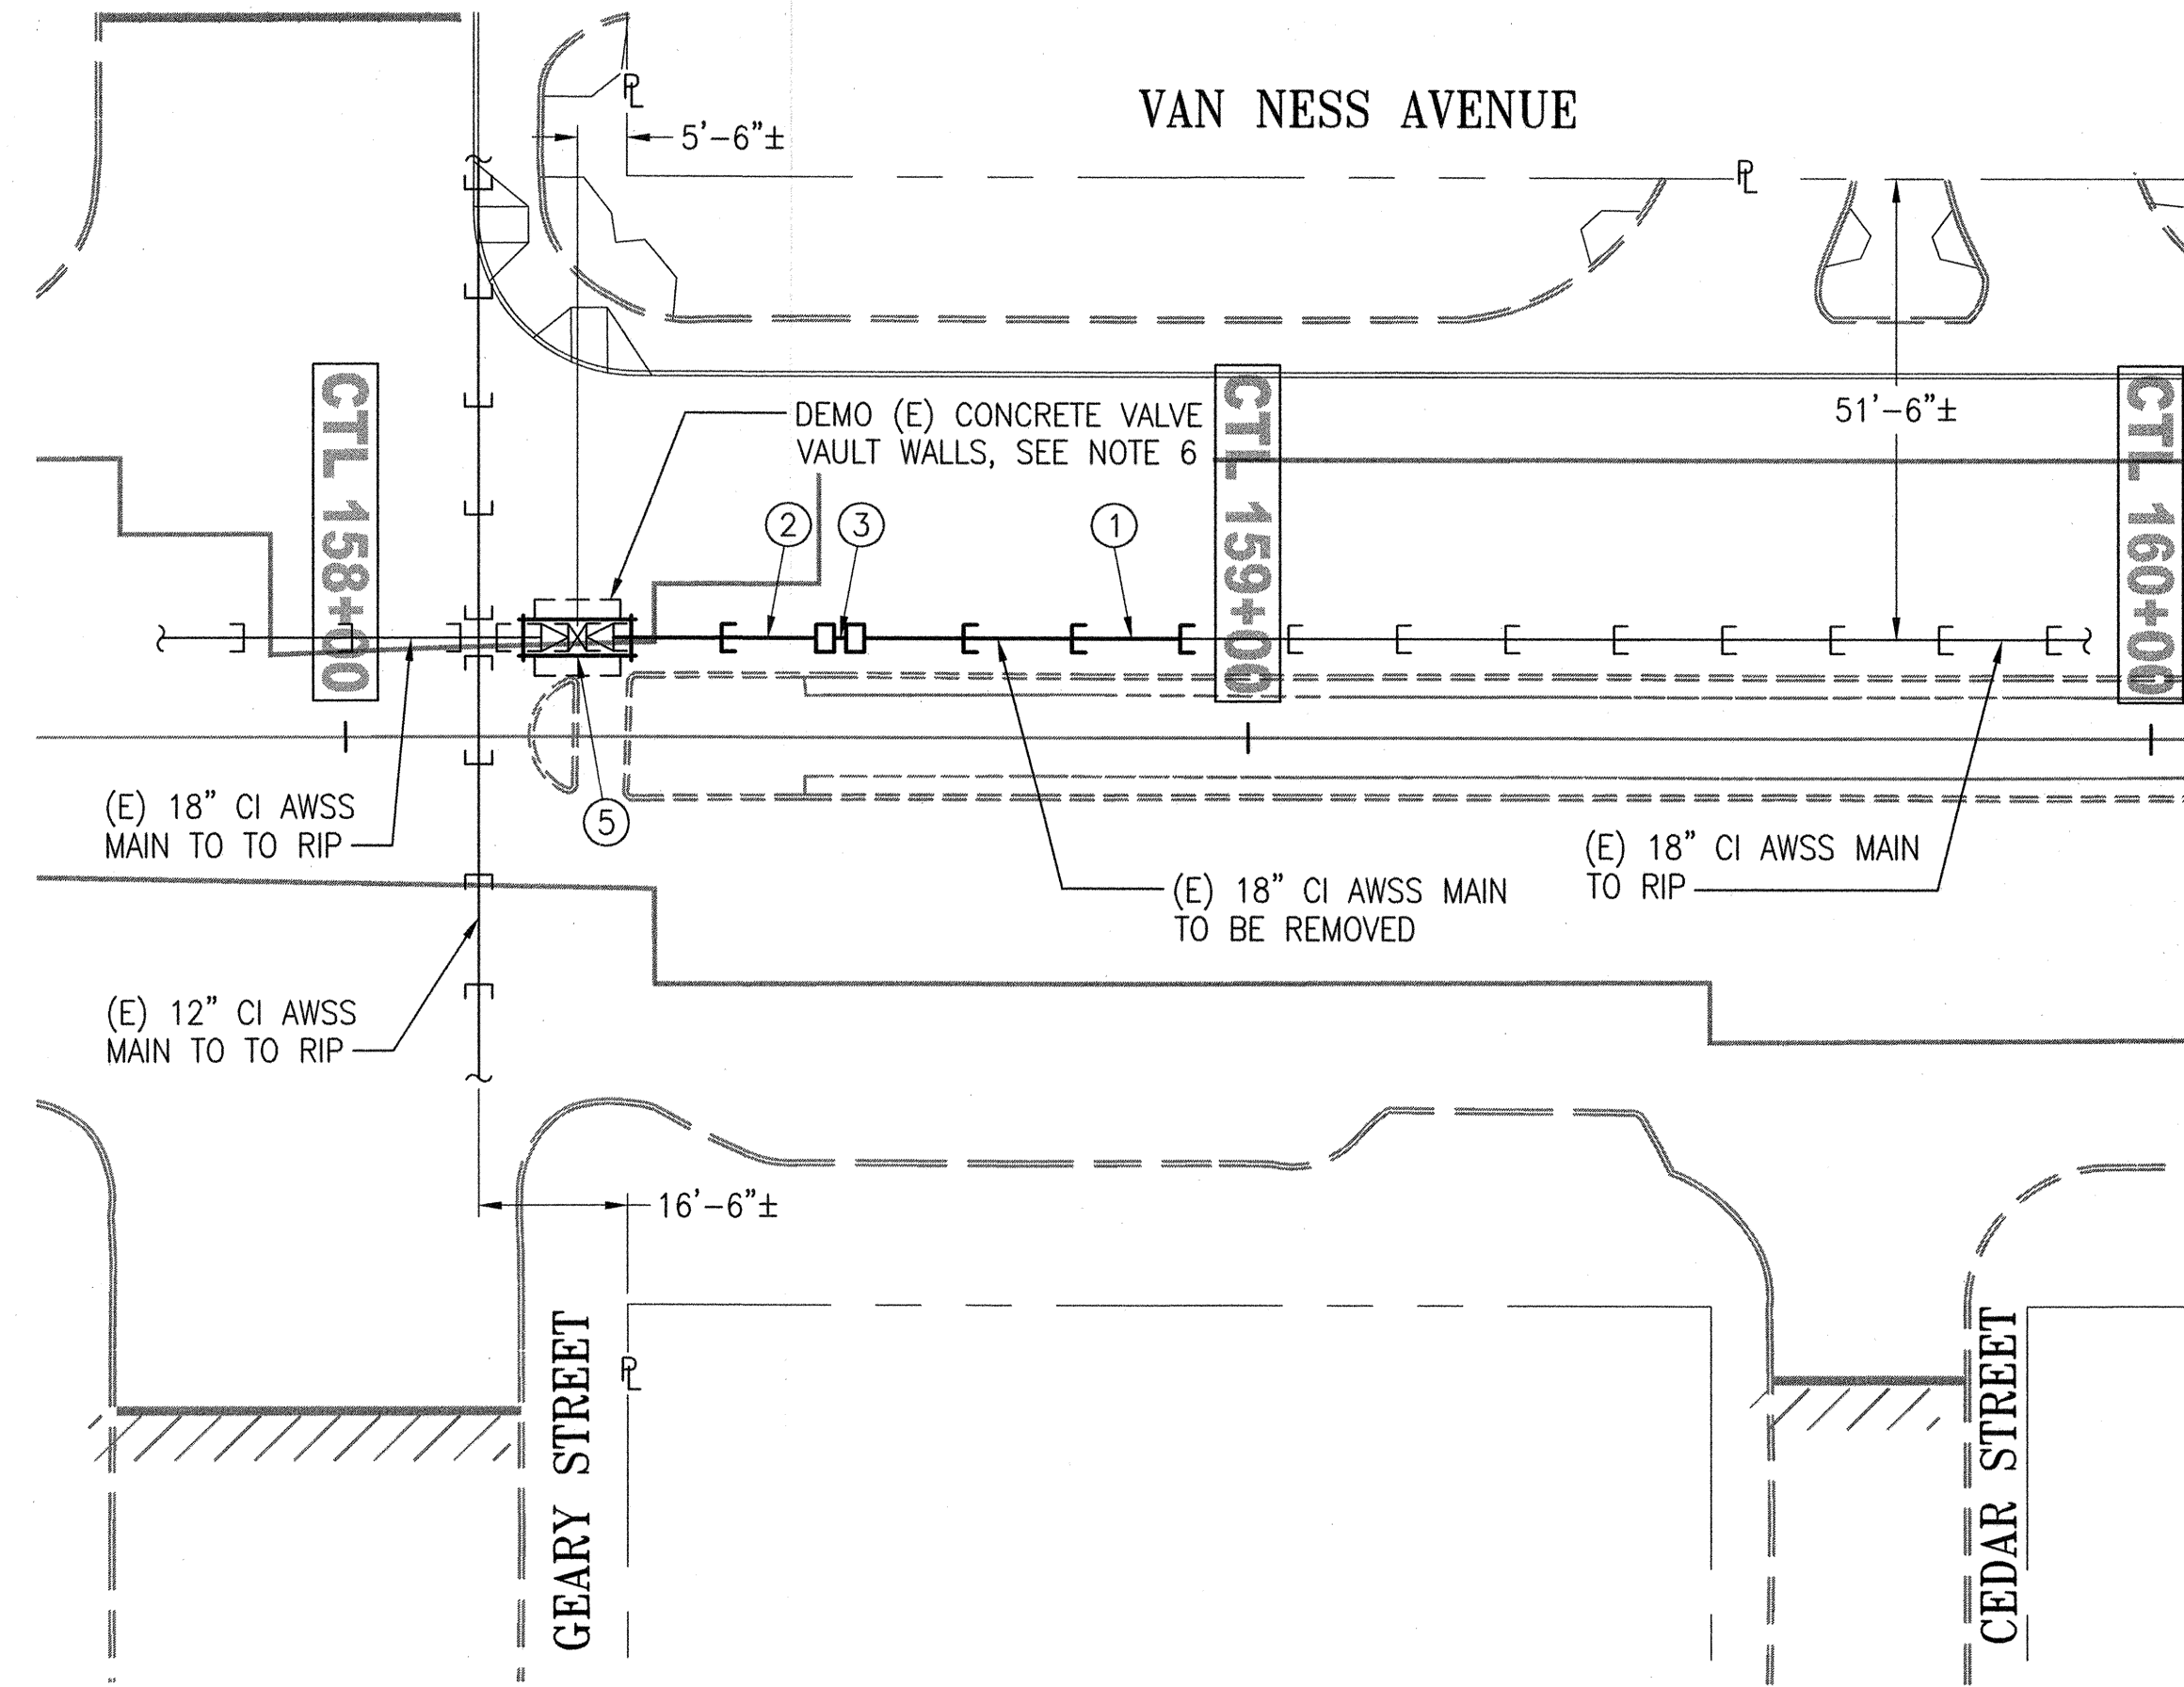 VAN NESS AVENUE
℄
5'-6"±
℄
DEMO (E) CONCRETE VALVE
VAULT WALLS, SEE NOTE 6
51'-6"±
CTL 158+00
CTL 159+00
CTL 160+00
2
3
1
5
(E) 18" CI AWSS
MAIN TO TO RIP
(E) 18" CI AWSS MAIN
TO BE REMOVED
(E) 18" CI AWSS MAIN
TO RIP
(E) 12" CI AWSS
MAIN TO TO RIP
16'-6"±
GEARY STREET
℄
CEDAR STREET